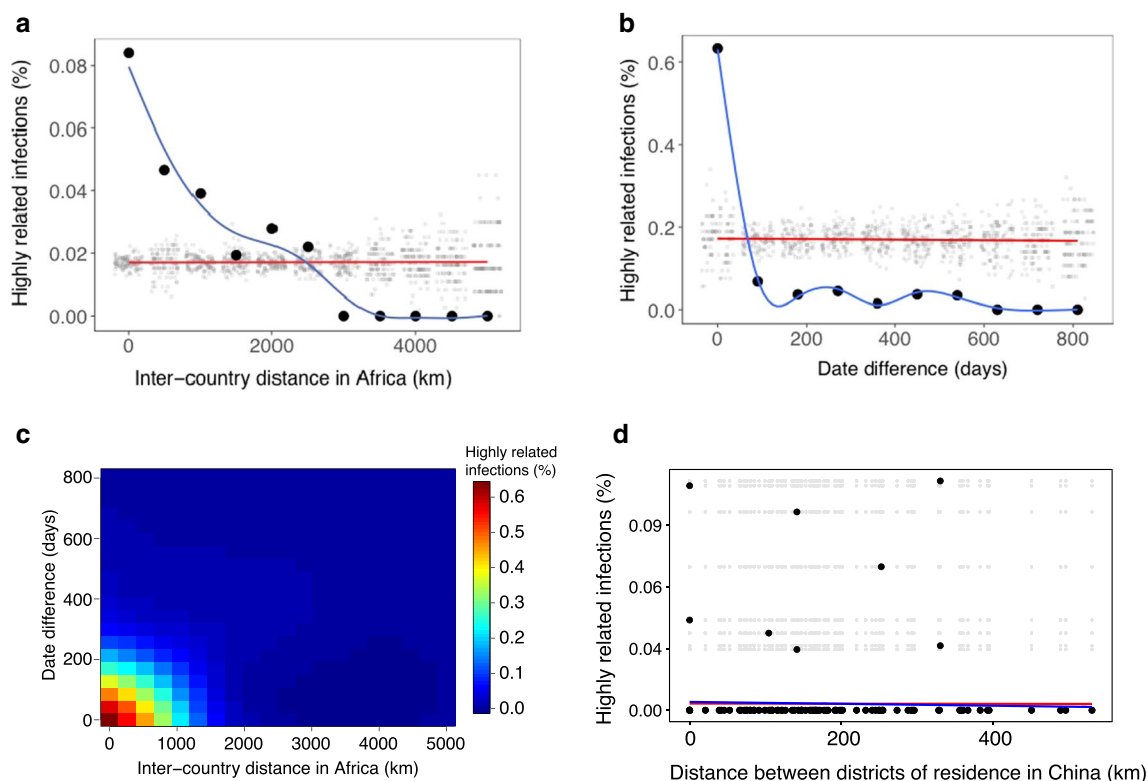 a
Highly related infections (%)
0.08
0.06
0.04
0.02
0.00
0 2000 4000
Inter−country distance in Africa (km)
b
Highly related infections (%)
0.6
0.4
0.2
0.0
0 200 400 600 800
Date difference (days)
c
Highly related
infections (%)
Date difference (days)
800
600
400
200
0
0 1000 2000 3000 4000 5000
Inter−country distance in Africa (km)
0.6
0.5
0.4
0.3
0.2
0.1
0.0
d
Highly related infections (%)
0.09
0.06
0.04
0.00
0 200 400
Distance between districts of residence in China (km)